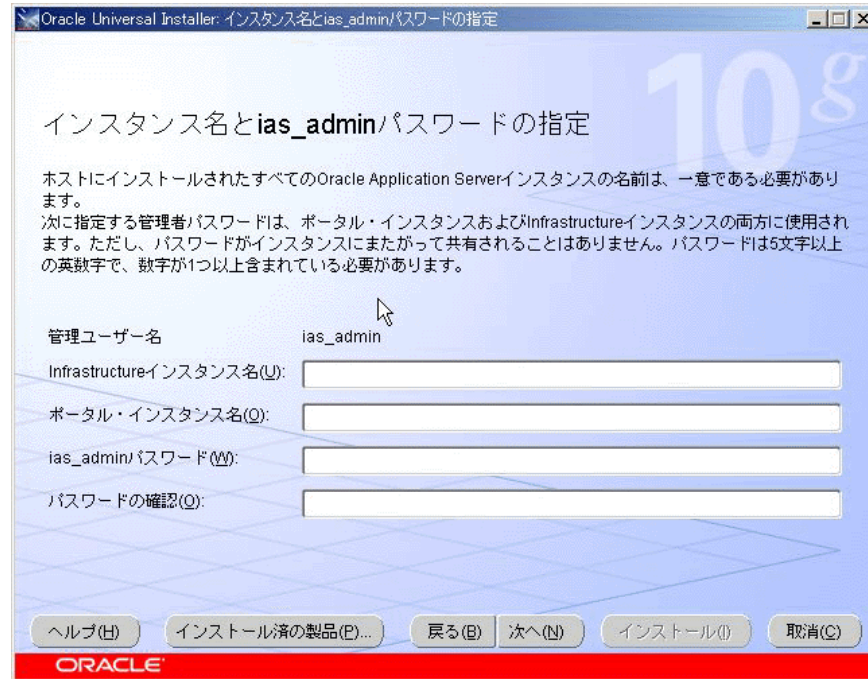 Oracle Universal Installer: インスタンス名とias_admin/パスワードの指定
10g
インスタンス名とias_adminパスワードの指定
ホストにインストールされたすべてのOracle Application Serverインスタンスの名前は、一意である必要があり
ます。
次に指定する管理者パスワードは、ポータル・インスタンスおよびInfrastructureインスタンスの両方に使用され
ます。ただし、パスワードがインスタンスにまたがって共有されることはありません。パスワードは5文字以上
の英数字で、数字が1つ以上含まれている必要があります。
管理ユーザー名 ias_admin
Infrastructureインスタンス名(U):
ポータル・インスタンス名(O):
ias_adminパスワード(W):
パスワードの確認(O):
ヘルプ(H) インストール済の製品(P)... 戻る(B) 次へ(N) インストール(I) 取消(C)
ORACLE